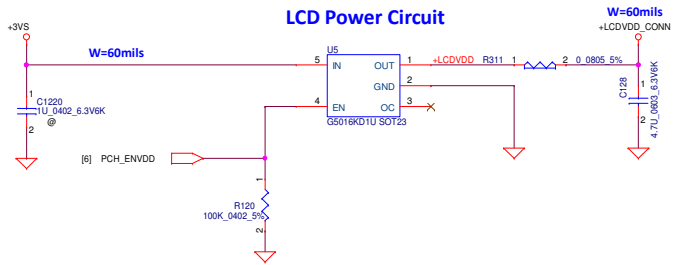 LCD Power Circuit
W=60mils
+3VS
+LCDVDD_CONN
W=60mils
U5
5 IN OUT 1 +LCDVDD R311 1 2 0_0805_5%
GND 2
4 EN OC 3
G5016KD1U SOT23
1
C1220
1U_0402_6.3V6K
2 @
1
C128
4.7U_0603_6.3V6K
2
[6] PCH_ENVDD
1
R120
100K_0402_5%
2